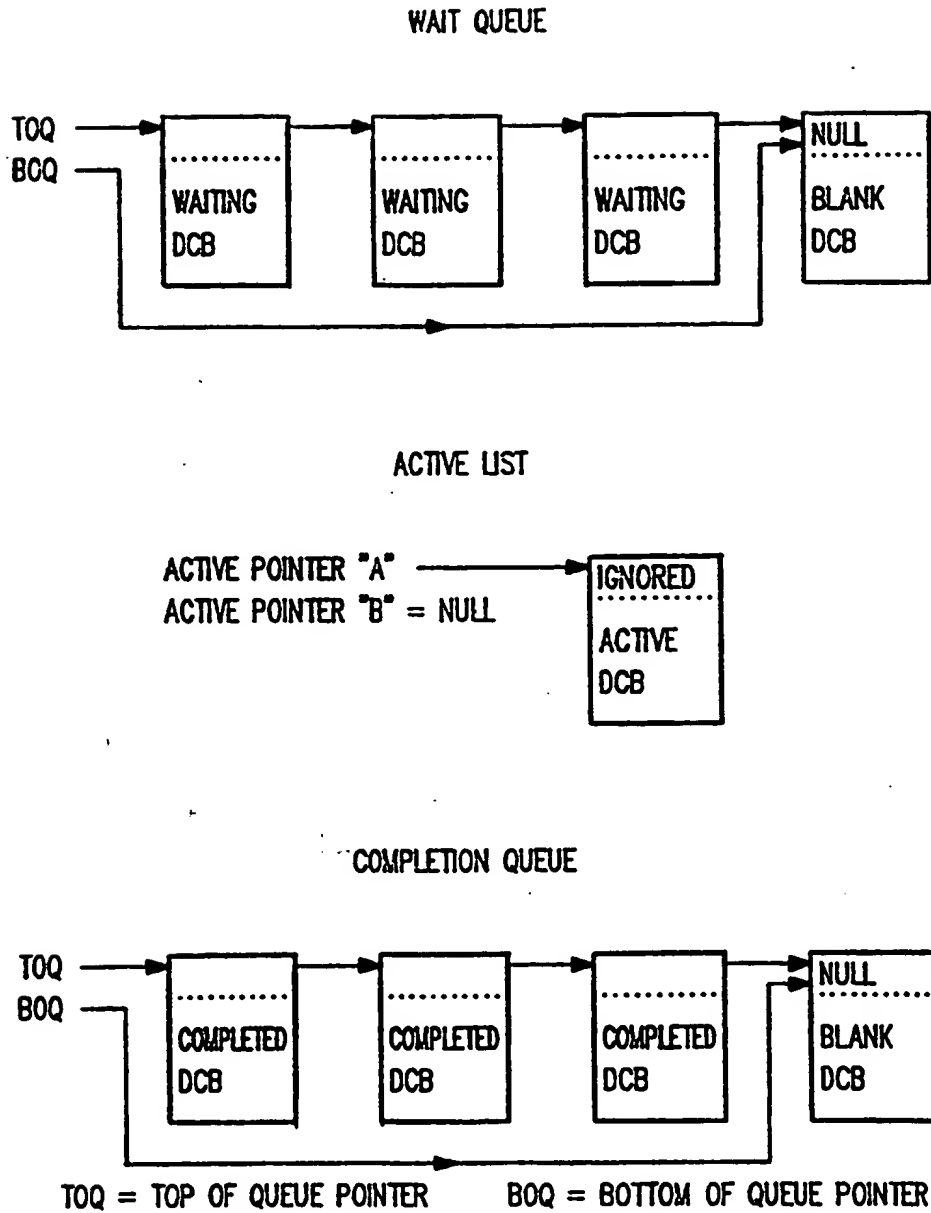 WAIT QUEUE
TOQ
BOQ
NULL
WAITING
DCB
WAITING
DCB
WAITING
DCB
BLANK
DCB
ACTIVE LIST
ACTIVE POINTER "A"
ACTIVE POINTER "B" = NULL
IGNORED
ACTIVE
DCB
COMPLETION QUEUE
TOQ
BOQ
NULL
COMPLETED
DCB
COMPLETED
DCB
COMPLETED
DCB
BLANK
DCB
TOQ = TOP OF QUEUE POINTER
BOQ = BOTTOM OF QUEUE POINTER